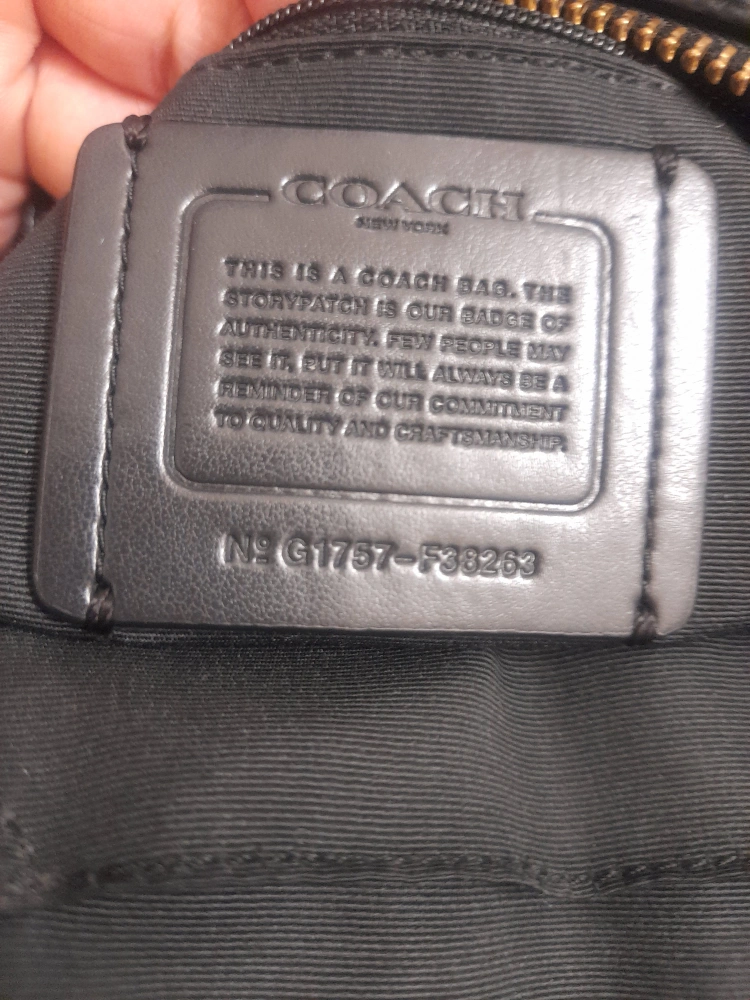 COACH
NEW YORK
THIS IS A COACH BAG. THE
STORYPATCH IS OUR BADGE OF
AUTHENTICITY. FEW PEOPLE MAY
SEE IT, BUT IT WILL ALWAYS BE A
REMINDER OF OUR COMMITMENT
TO QUALITY AND CRAFTSMANSHIP.
Nº G1757-F38263